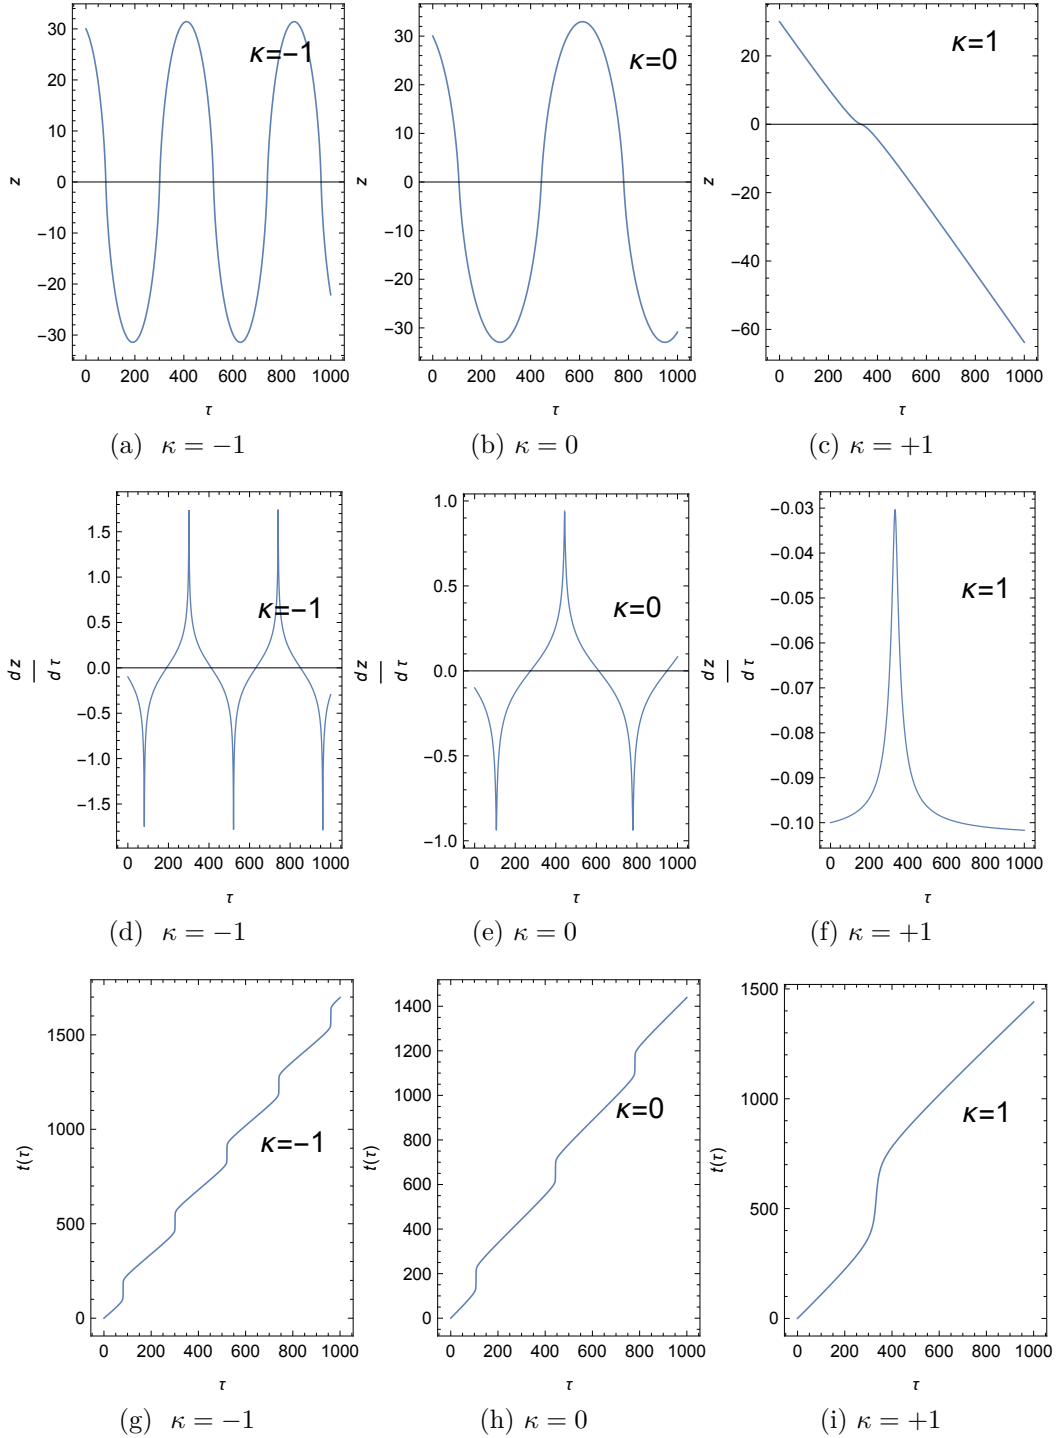 30
20
10
0
−10
−20
−30
z
0 200 400 600 800 1000
τ
κ=−1
(a) κ = −1
30
20
10
0
−10
−20
−30
z
0 200 400 600 800 1000
τ
κ=0
(b) κ = 0
20
0
−20
−40
−60
z
0 200 400 600 800 1000
τ
κ=1
(c) κ = +1
1.5
1.0
0.5
0.0
−0.5
−1.0
−1.5
dz
dτ
0 200 400 600 800 1000
τ
κ=−1
(d) κ = −1
1.0
0.5
0.0
−0.5
−1.0
dz
dτ
0 200 400 600 800 1000
τ
κ=0
(e) κ = 0
−0.03
−0.04
−0.05
−0.06
−0.07
−0.08
−0.09
−0.10
dz
dτ
0 200 400 600 800 1000
τ
κ=1
(f) κ = +1
1500
1000
500
0
t(τ)
0 200 400 600 800 1000
τ
κ=−1
(g) κ = −1
1400
1200
1000
800
600
400
200
0
t(τ)
0 200 400 600 800 1000
τ
κ=0
(h) κ = 0
1500
1000
500
0
t(τ)
0 200 400 600 800 1000
τ
κ=1
(i) κ = +1